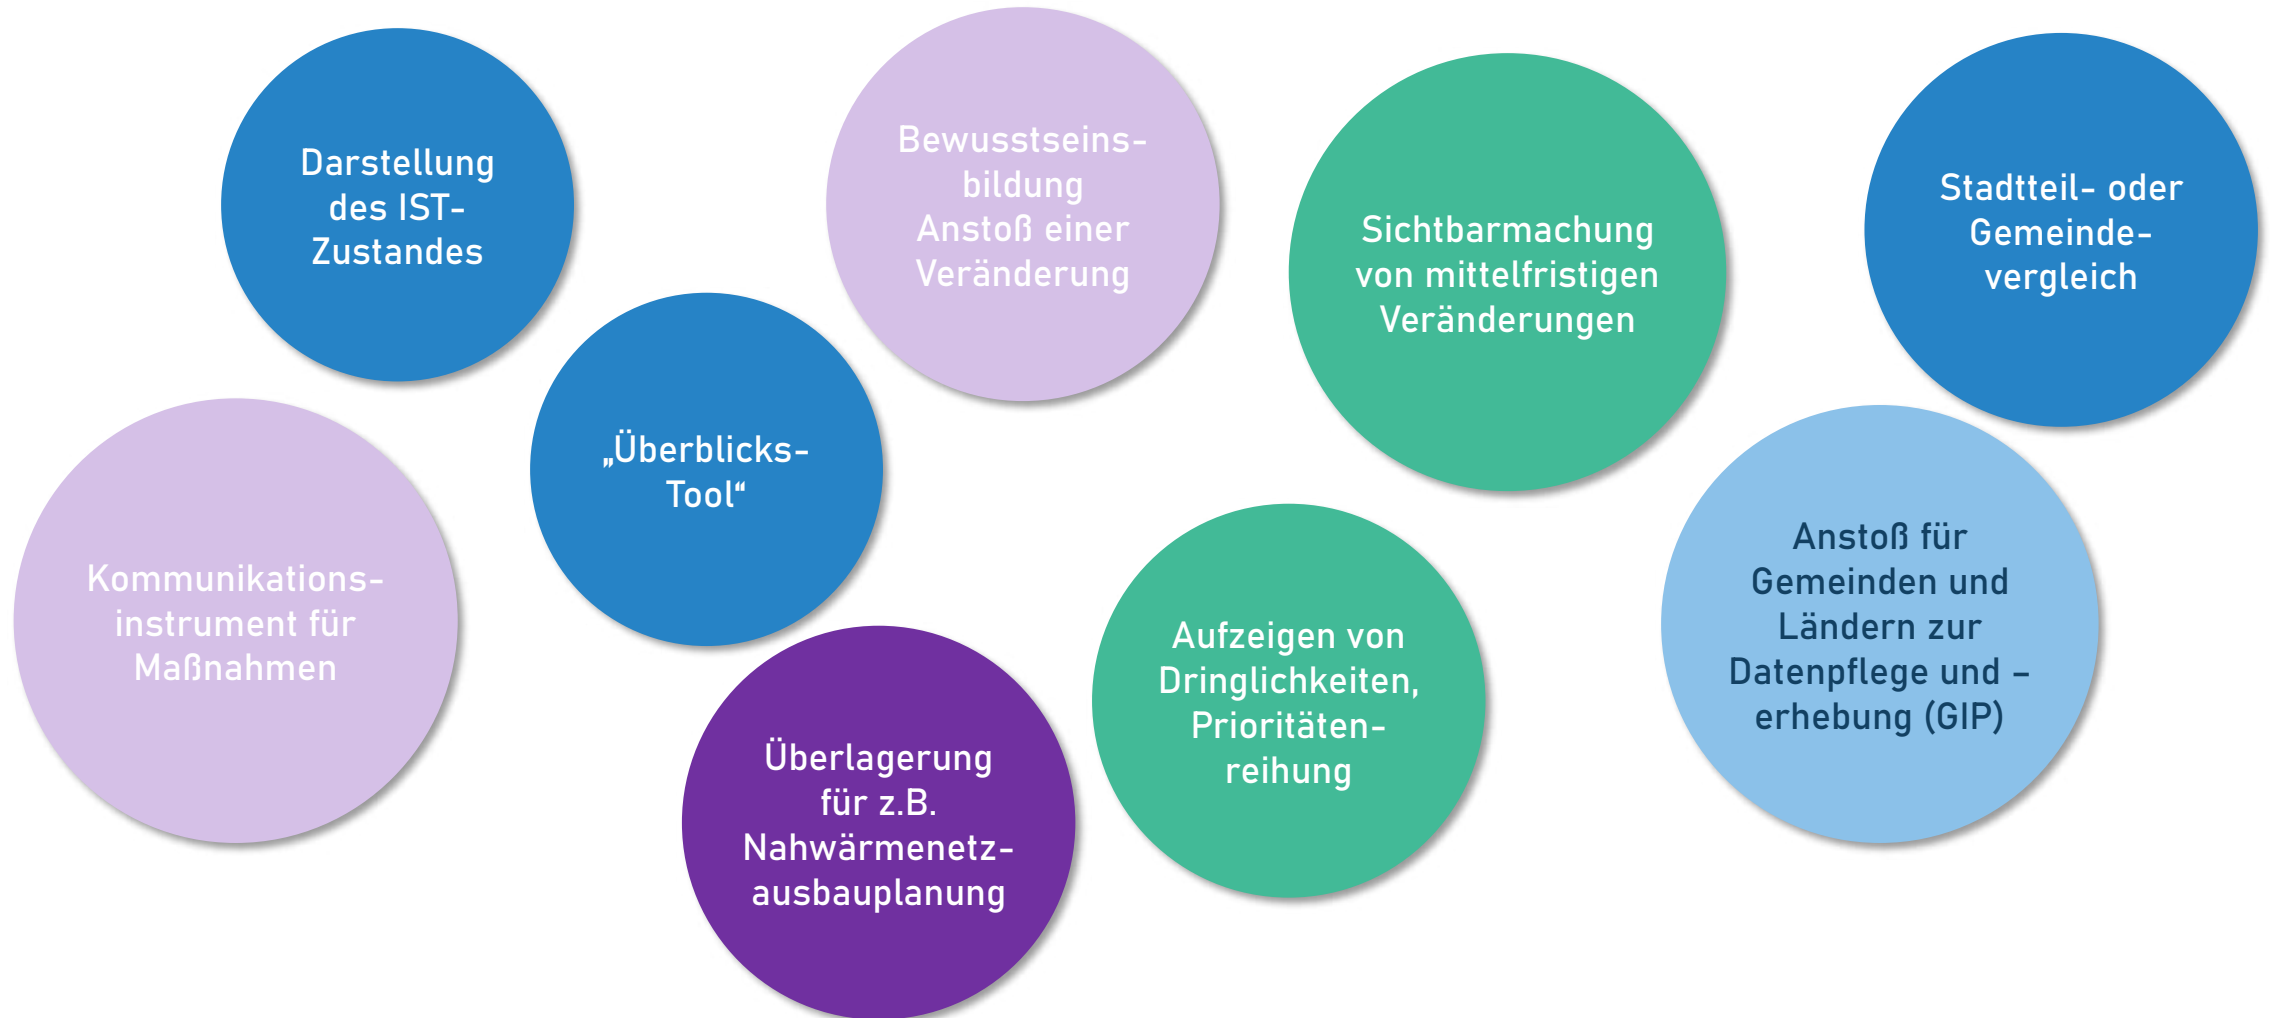 Darstellung
des IST-
Zustandes
Bewusstseins-
bildung
Anstoß einer
Veränderung
Sichtbarmachung
von mittelfristigen
Veränderungen
Stadtteil- oder
Gemeinde-
vergleich
Kommunikations-
instrument für
Maßnahmen
„Überblicks-
Tool“
Überlagerung
für z.B.
Nahwärmenetz-
ausbauplanung
Aufzeigen von
Dringlichkeiten,
Prioritäten-
reihung
Anstoß für
Gemeinden und
Ländern zur
Datenpflege und –
erhebung (GIP)